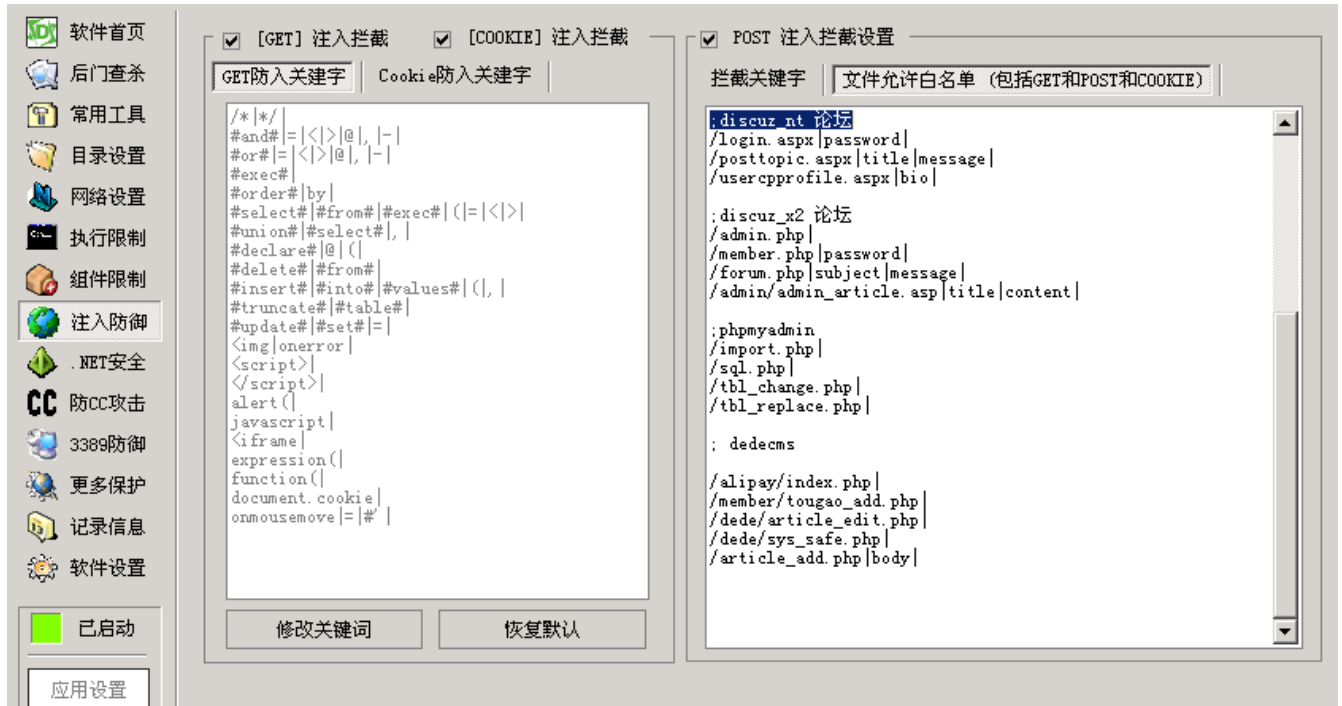 软件首页
后门查杀
常用工具
目录设置
网络设置
执行限制
组件限制
注入防御
.NET安全
CC 防CC攻击
3389防御
更多保护
记录信息
软件设置
已启动
应用设置
[GET] 注入拦截 [COOKIE] 注入拦截
GET防入关建字 Cookie防入关建字
/*|*/|
#and#|=|<|>|@|,|-|
#or#|=|<|>|@|,|-|
#exec#|
#order#|by|
#select#|#from#|#exec#|(|=|<|>|
#union#|#select#|,|
#declare#|@|(|
#delete#|#from#|
#insert#|#into#|#values#|(|,|
#truncate#|#table#|
#update#|#set#|=|
<img|onerror|
<script>|
</script>|
alert(|
javascript|
<iframe|
expression(|
function(|
document.cookie|
onmousemove|=|#'|
修改关键词 恢复默认
POST 注入拦截设置
拦截关键字 文件允许白名单 (包括GET和POST和COOKIE)
;discuz_nt 论坛
/login.aspx|password|
/posttopic.aspx|title|message|
/usercpprofile.aspx|bio|
;discuz_x2 论坛
/admin.php|
/member.php|password|
/forum.php|subject|message|
/admin/admin_article.asp|title|content|
;phpmyadmin
/import.php|
/sql.php|
/tbl_change.php|
/tbl_replace.php|
; dedecms
/alipay/index.php|
/member/tougao_add.php|
/dede/article_edit.php|
/dede/sys_safe.php|
/article_add.php|body|